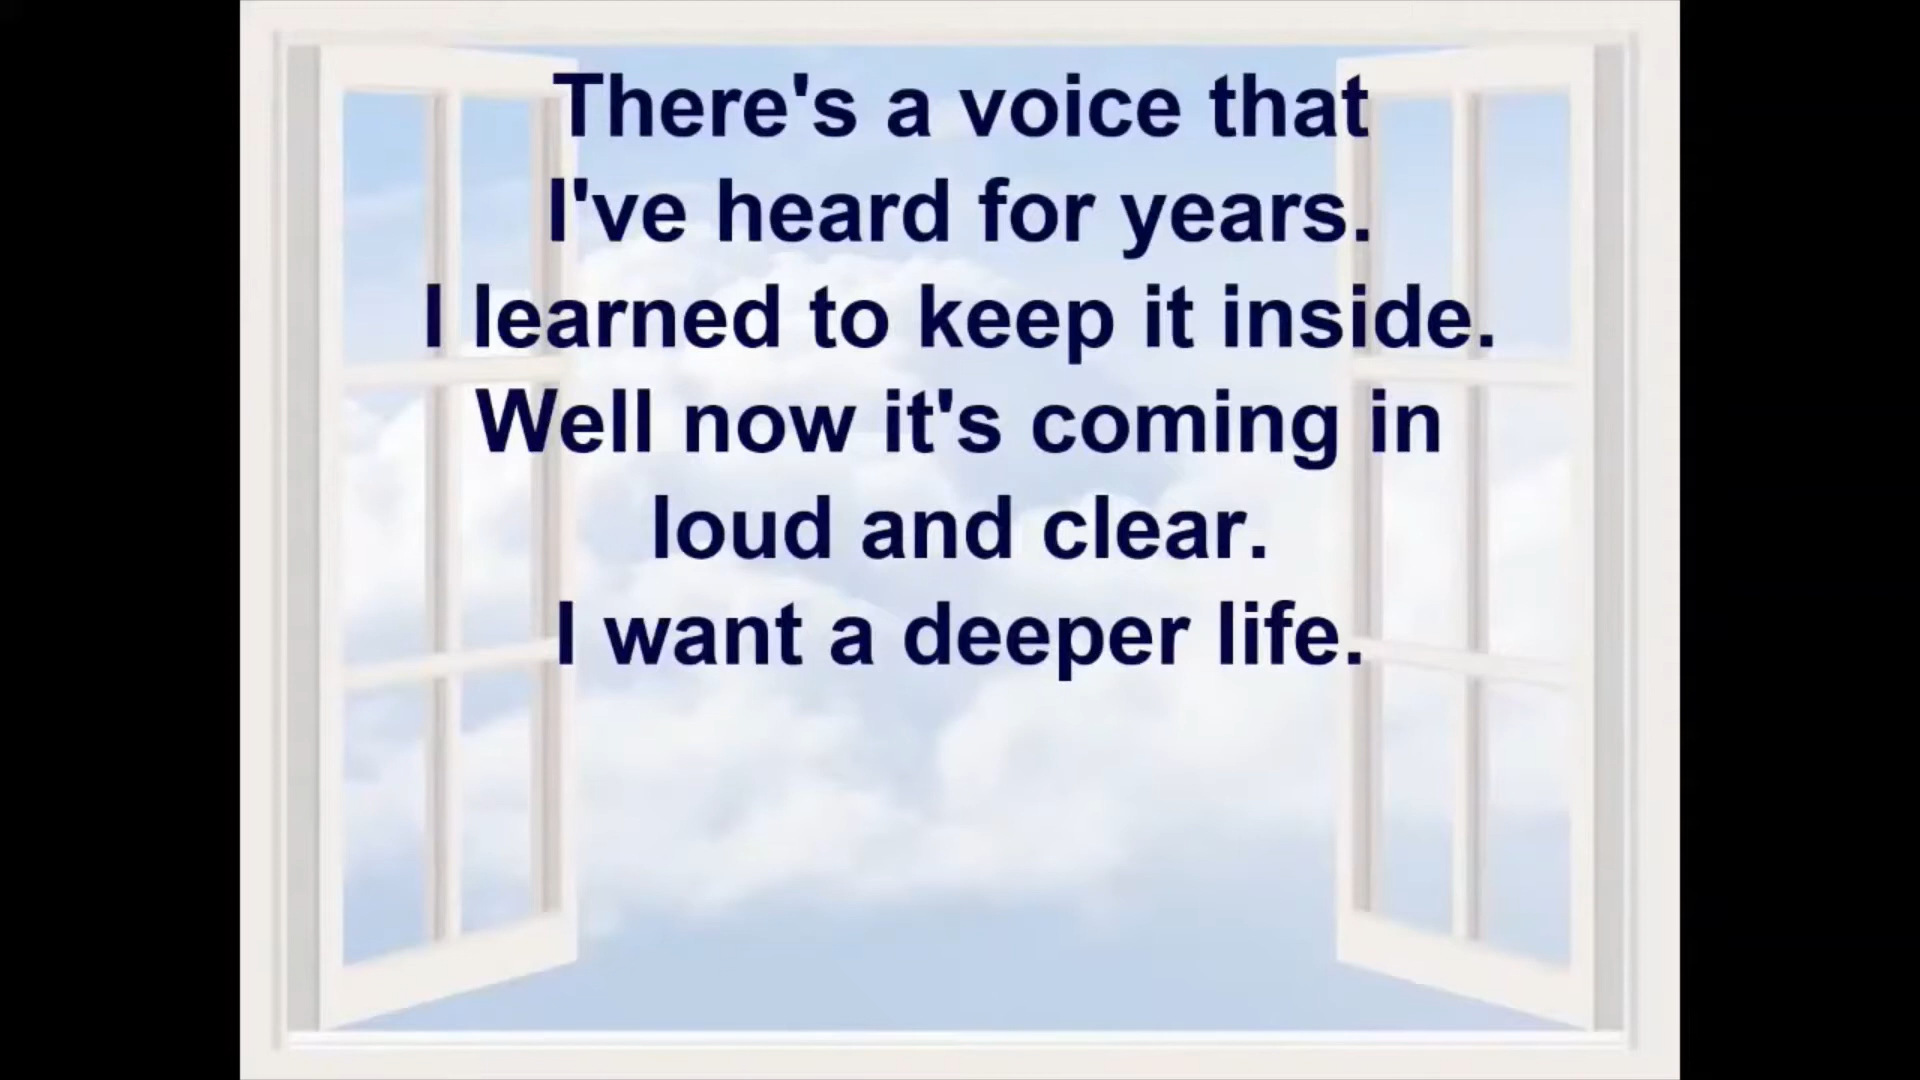 There's a voice that
I've heard for years.
I learned to keep it inside.
Well now it's coming in
loud and clear.
I want a deeper life.